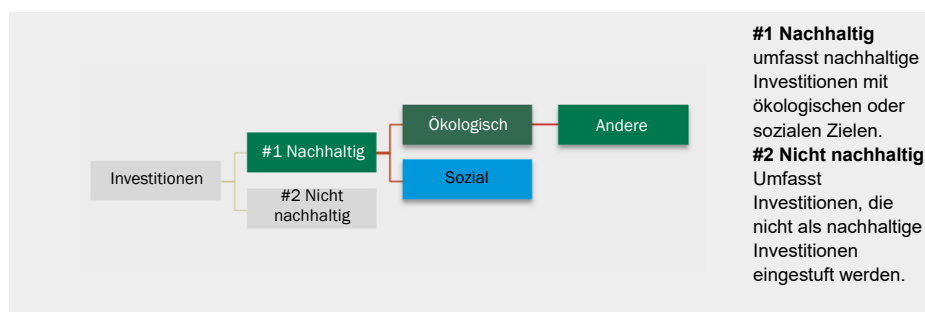 Investitionen
#1 Nachhaltig
#2 Nicht
nachhaltig
Ökologisch
Sozial
Andere
#1 Nachhaltig
umfasst nachhaltige
Investitionen mit
ökologischen oder
sozialen Zielen.
#2 Nicht nachhaltig
Umfasst
Investitionen, die
nicht als nachhaltige
Investitionen
eingestuft werden.